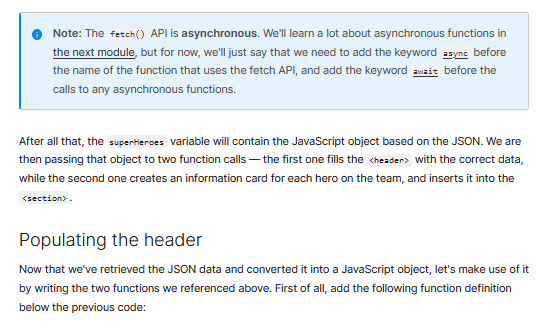 Note: The fetch() API is asynchronous. We'll learn a lot about asynchronous functions in
the next module, but for now, we'll just say that we need to add the keyword async before
the name of the function that uses the fetch API, and add the keyword await before the
calls to any asynchronous functions.
After all that, the superHeroes variable will contain the JavaScript object based on the JSON. We are
then passing that object to two function calls — the first one fills the <header> with the correct data,
while the second one creates an information card for each hero on the team, and inserts it into the
<section>.
Populating the header
Now that we've retrieved the JSON data and converted it into a JavaScript object, let's make use of it
by writing the two functions we referenced above. First of all, add the following function definition
below the previous code: